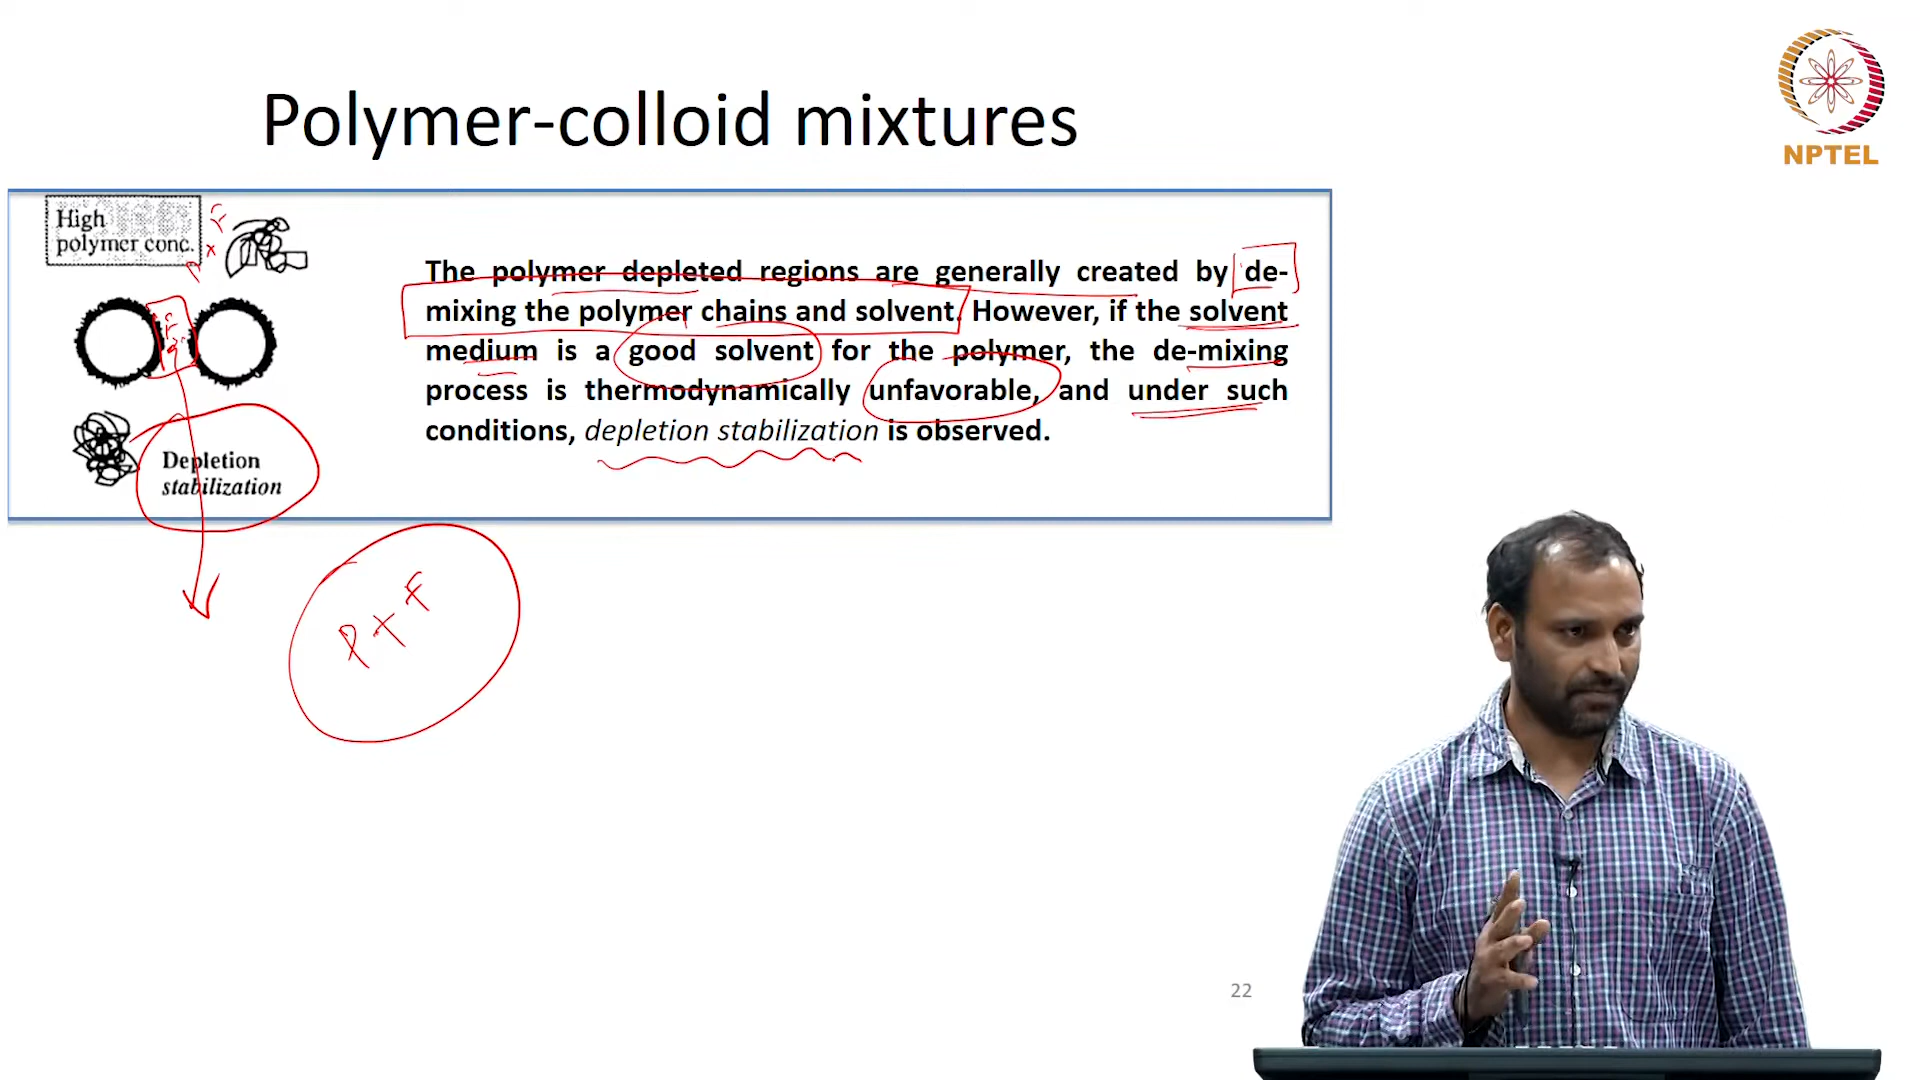 Polymer-colloid mixtures
NPTEL
High
polymer conc.
The polymer depleted regions are generally created by de-
mixing the polymer chains and solvent. However, if the solvent
medium is a good solvent for the polymer, the de-mixing
process is thermodynamically unfavorable, and under such
conditions, depletion stabilization is observed.
Depletion
stabilization
P + F
22